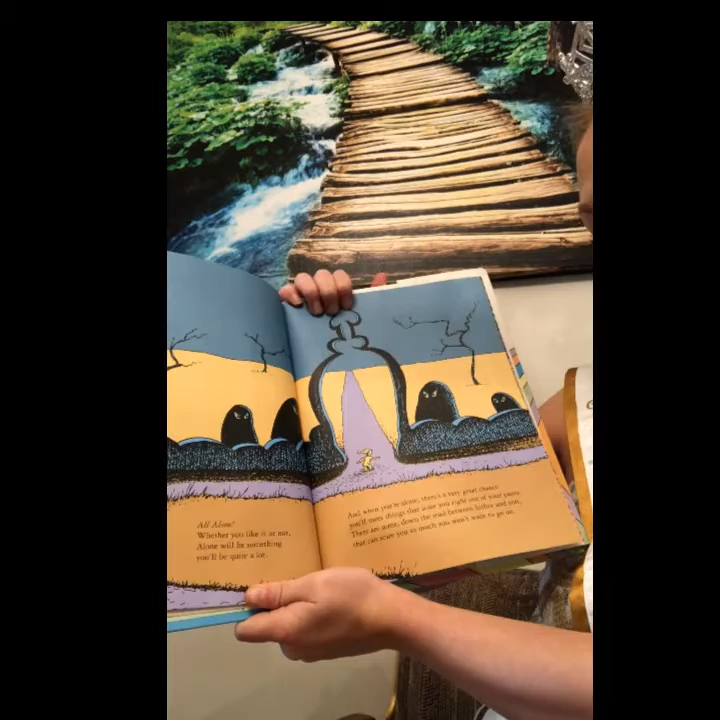 All Alone!
Whether you like it or not,
Alone will be something
you'll be quite a lot.
And when you're alone, there's a very great chance
you'll meet things that scare you right out of your pants.
There are some, down the road between hither and yon,
that can scare you so much you won't want to go on.